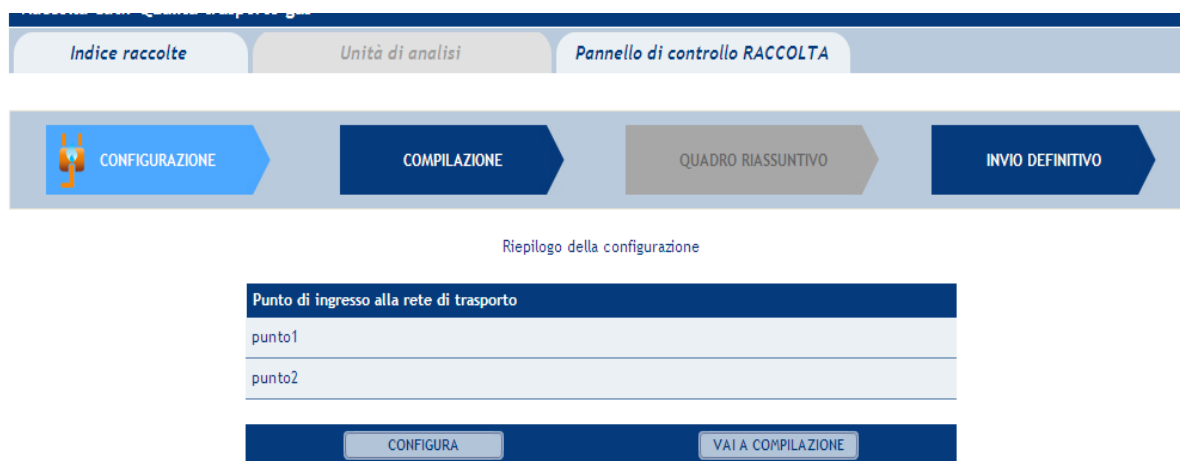 Indice raccolte
Unità di analisi
Pannello di controllo RACCOLTA
CONFIGURAZIONE
COMPILAZIONE
QUADRO RIASSUNTIVO
INVIO DEFINITIVO
Riepilogo della configurazione
Punto di ingresso alla rete di trasporto
punto1
punto2
CONFIGURA
VAI A COMPILAZIONE